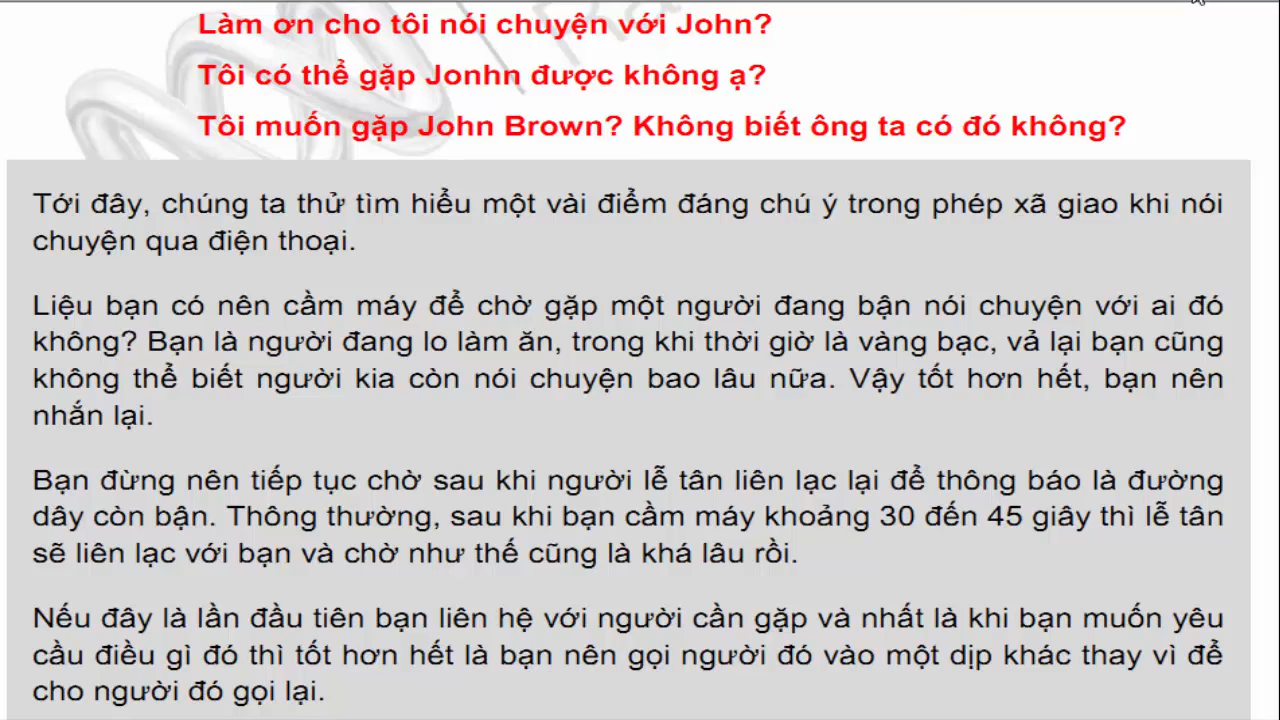 Làm ơn cho tôi nói chuyện với John?
Tôi có thể gặp Jonhn được không ạ?
Tôi muốn gặp John Brown? Không biết ông ta có đó không?
Tới đây, chúng ta thử tìm hiểu một vài điểm đáng chú ý trong phép xã giao khi nói
chuyện qua điện thoại.
Liệu bạn có nên cầm máy để chờ gặp một người đang bận nói chuyện với ai đó
không? Bạn là người đang lo làm ăn, trong khi thời giờ là vàng bạc, vả lại bạn cũng
không thể biết người kia còn nói chuyện bao lâu nữa. Vậy tốt hơn hết, bạn nên
nhắn lại.
Bạn đừng nên tiếp tục chờ sau khi người lễ tân liên lạc lại để thông báo là đường
dây còn bận. Thông thường, sau khi bạn cầm máy khoảng 30 đến 45 giây thì lễ tân
sẽ liên lạc với bạn và chờ như thế cũng là khá lâu rồi.
Nếu đây là lần đầu tiên bạn liên hệ với người cần gặp và nhất là khi bạn muốn yêu
cầu điều gì đó thì tốt hơn hết là bạn nên gọi người đó vào một dịp khác thay vì để
cho người đó gọi lại.